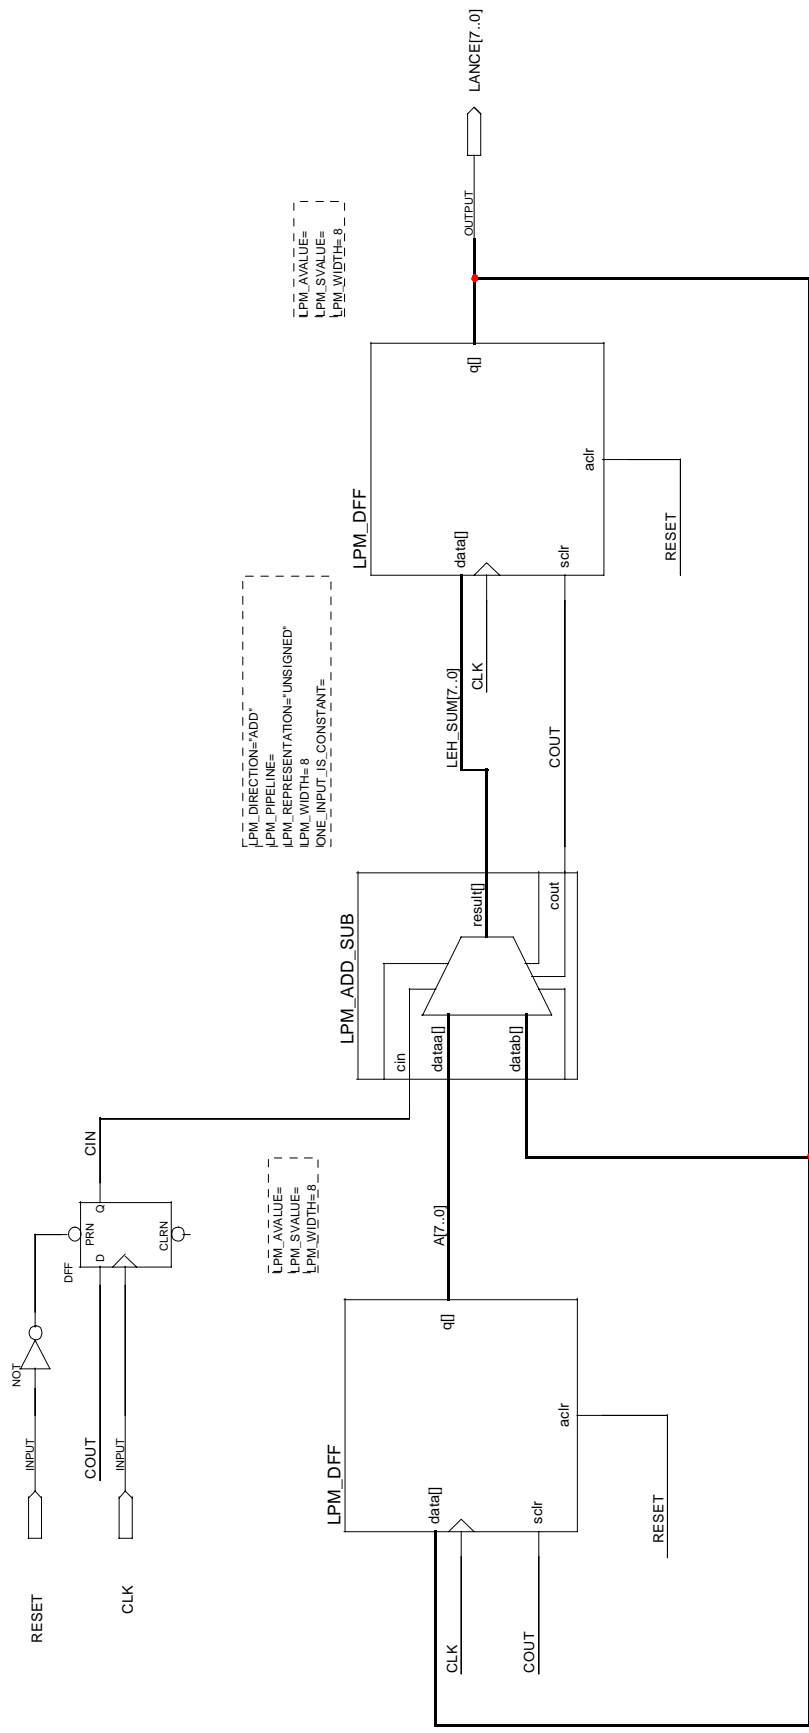 RESET
INPUT
NOT
CLK
INPUT
COUT
DFF
D
PRN
Q
CLRN
CIN
LPM_DFF
data[]
sclr
q[]
aclr
CLK
COUT
RESET
LPM_AVALUE=
LPM_SVALUE=
LPM_WIDTH=8
A[7..0]
LPM_ADD_SUB
cin
dataa[]
datab[]
result[]
cout
LPM_DIRECTION="ADD"
LPM_PIPELINE=
LPM_REPRESENTATION="UNSIGNED"
LPM_WIDTH=8
ONE_INPUT_IS_CONSTANT=
LEH_SUM[7..0]
CLK
COUT
LPM_DFF
data[]
sclr
q[]
aclr
RESET
LPM_AVALUE=
LPM_SVALUE=
LPM_WIDTH=8
OUTPUT
LANCE[7..0]